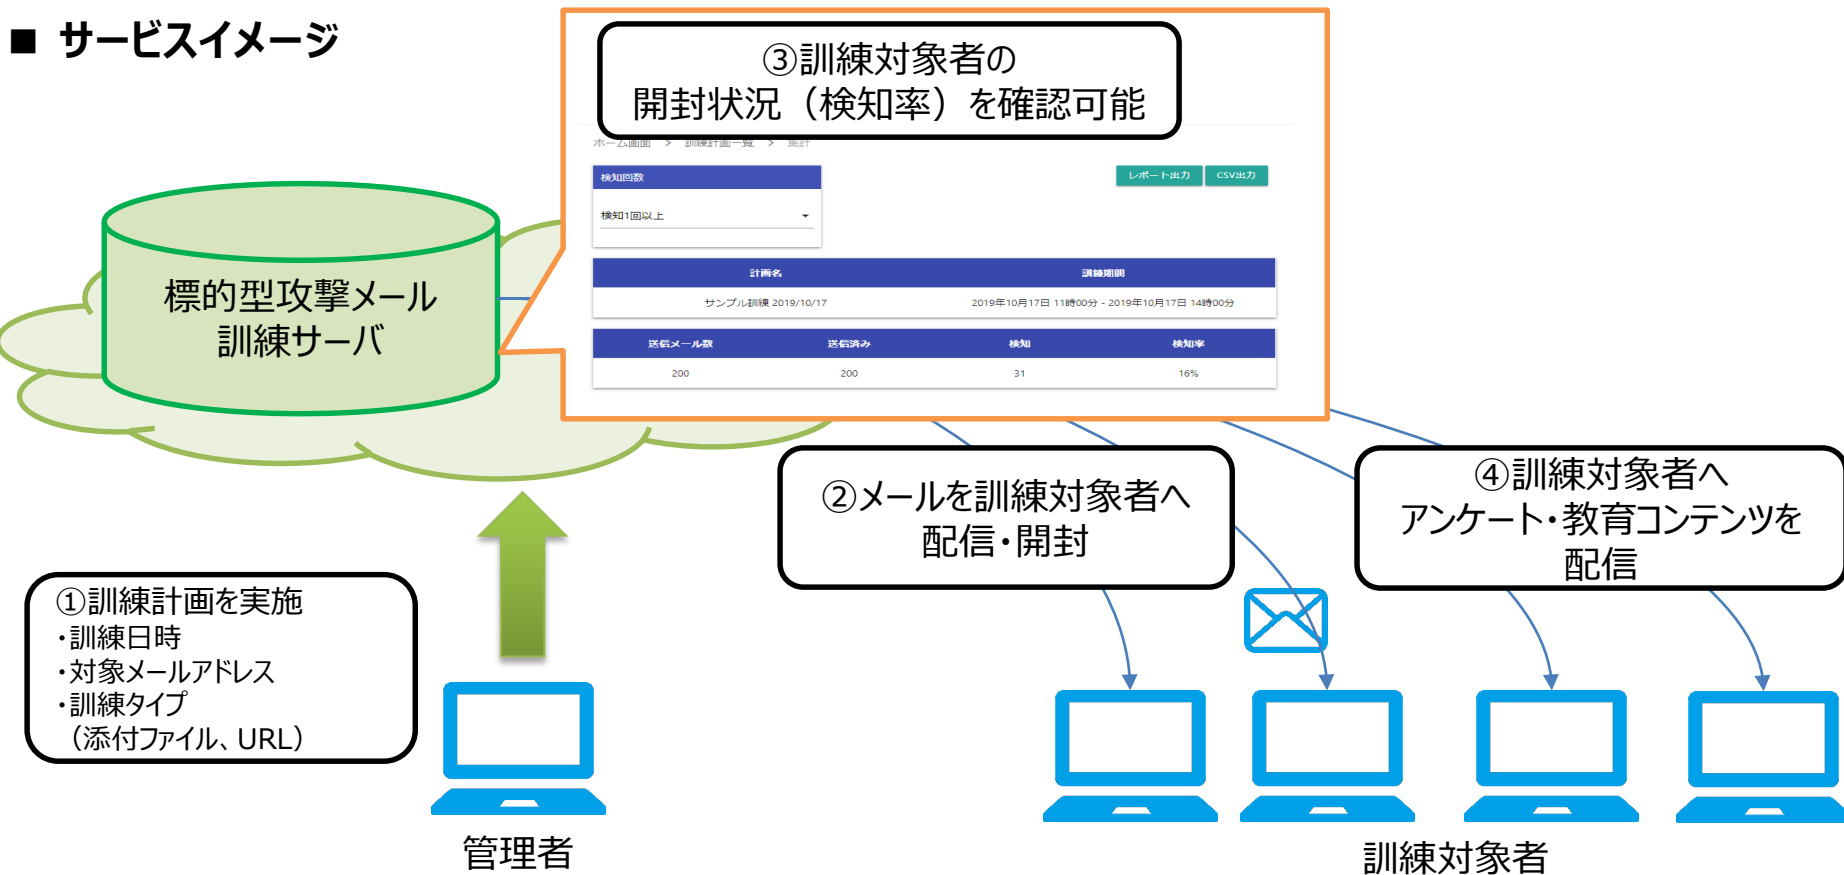 ■ サービスイメージ
③訓練対象者の
開封状況（検知率）を確認可能
ホーム画面 > 訓練計画一覧 > 集計
検知回数
レポート出力 CSV出力
検知1回以上
計画名 訓練期間
サンプル訓練 2019/10/17 2019年10月17日 11時00分 - 2019年10月17日 14時00分
送信メール数 送信済み 検知 検知率
200 200 31 16%
標的型攻撃メール
訓練サーバ
②メールを訓練対象者へ
配信・開封
④訓練対象者へ
アンケート・教育コンテンツを
配信
①訓練計画を実施
・訓練日時
・対象メールアドレス
・訓練タイプ
（添付ファイル、URL）
管理者
訓練対象者